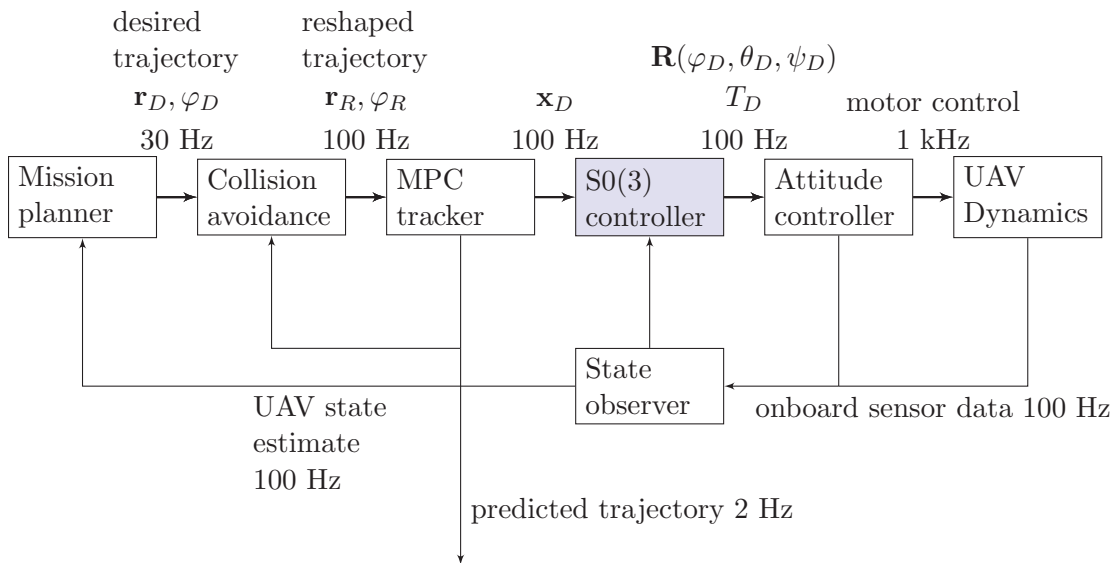 desired
trajectory
𝐫_D, φ_D
30 Hz
reshaped
trajectory
𝐫_R, φ_R
100 Hz
𝐱_D
100 Hz
𝐑(φ_D, θ_D, ψ_D)
T_D
100 Hz
motor control
1 kHz
Mission
planner
Collision
avoidance
MPC
tracker
S0(3)
controller
Attitude
controller
UAV
Dynamics
State
observer
UAV state
estimate
100 Hz
onboard sensor data 100 Hz
predicted trajectory 2 Hz